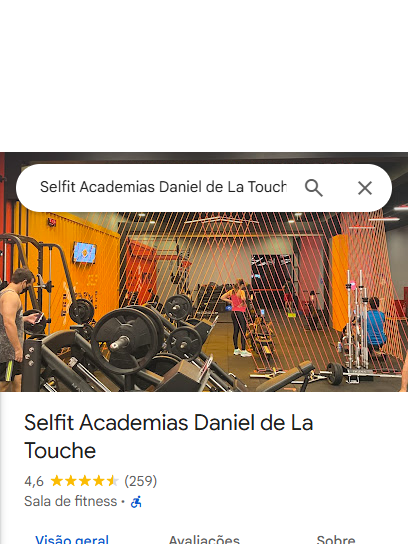 Selfit Academias Daniel de La Touch
Selfit Academias Daniel de La
Touche
4,6 (259)
Sala de fitness ·
Visão geral Avaliações Sobre